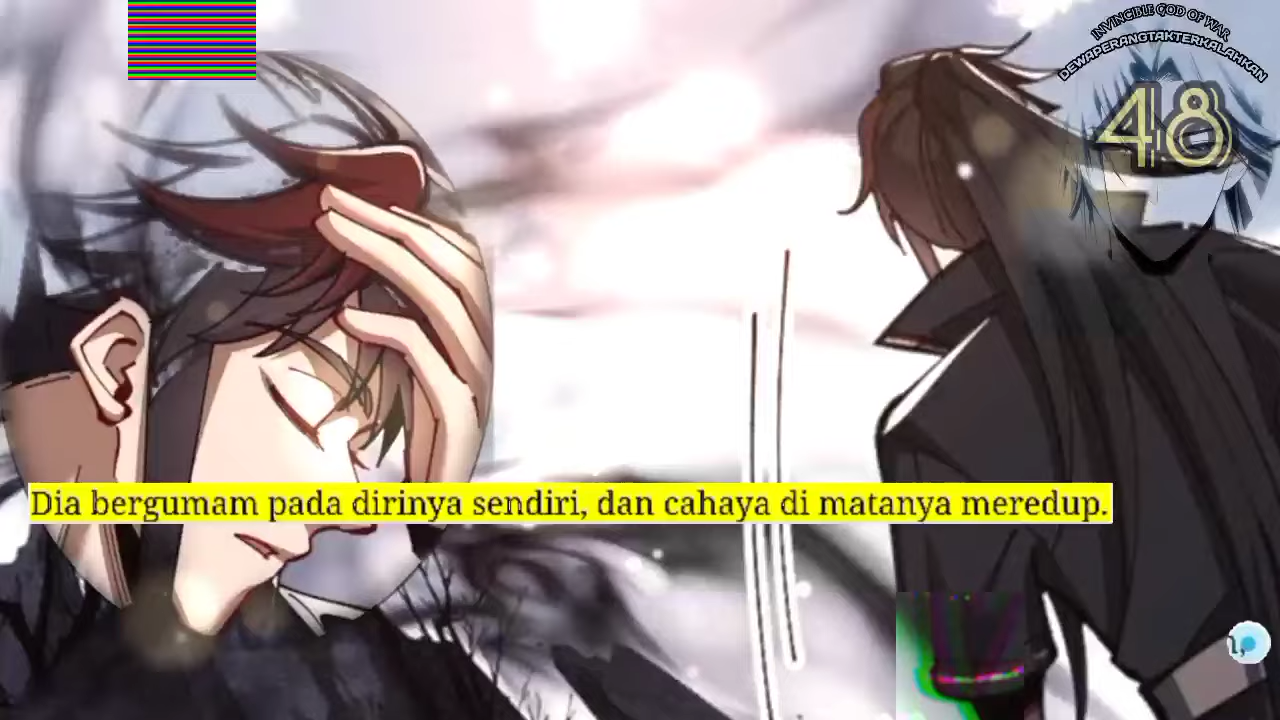 INVINCIBLE GOD OF WAR
DEWAPERANGTAKTERKALAHKAN
48
Dia bergumam pada dirinya sendiri, dan cahaya di matanya meredup.